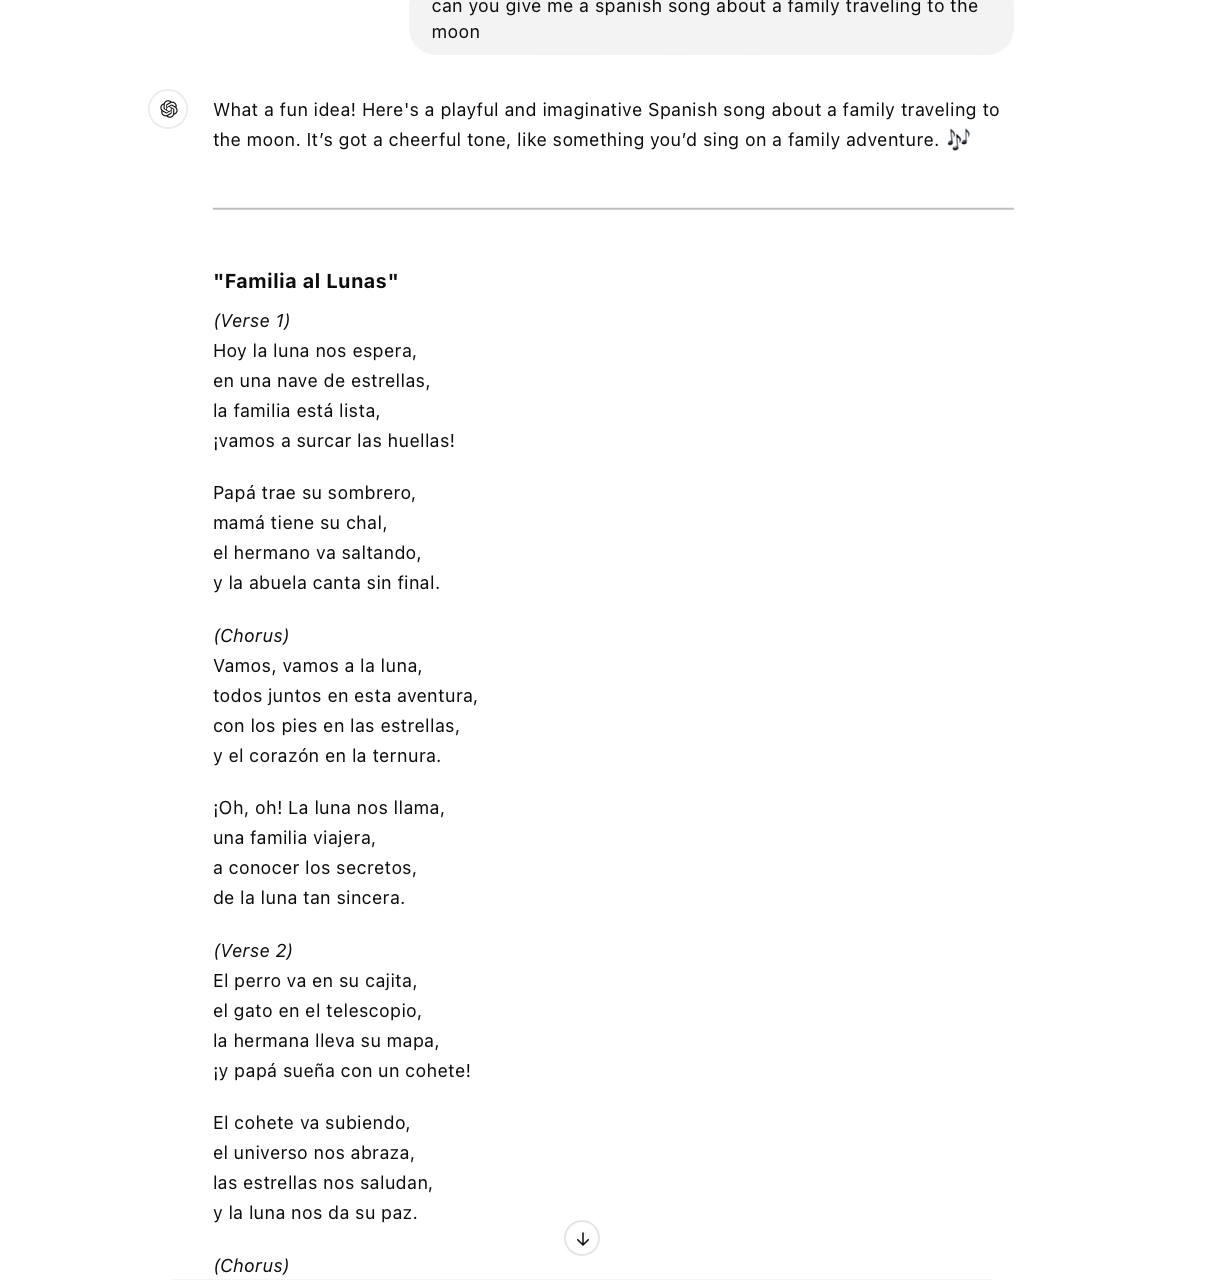 can you give me a spanish song about a family traveling to the
moon
What a fun idea! Here's a playful and imaginative Spanish song about a family traveling to
the moon. It’s got a cheerful tone, like something you’d sing on a family adventure. 🎶
"Familia al Lunas"
(Verse 1)
Hoy la luna nos espera,
en una nave de estrellas,
la familia está lista,
¡vamos a surcar las huellas!
Papá trae su sombrero,
mamá tiene su chal,
el hermano va saltando,
y la abuela canta sin final.
(Chorus)
Vamos, vamos a la luna,
todos juntos en esta aventura,
con los pies en las estrellas,
y el corazón en la ternura.
¡Oh, oh! La luna nos llama,
una familia viajera,
a conocer los secretos,
de la luna tan sincera.
(Verse 2)
El perro va en su cajita,
el gato en el telescopio,
la hermana lleva su mapa,
¡y papá sueña con un cohete!
El cohete va subiendo,
el universo nos abraza,
las estrellas nos saludan,
y la luna nos da su paz.
(Chorus)